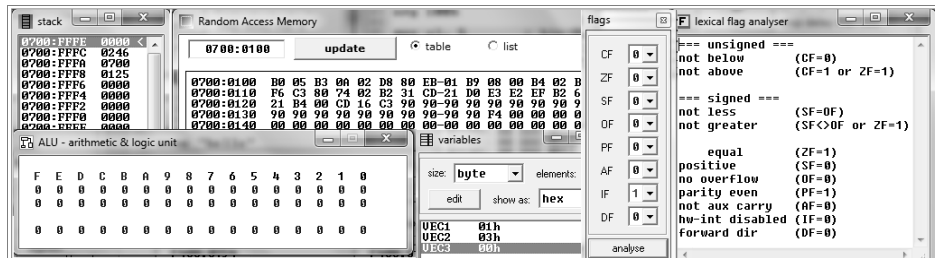 stack
0700:FFFE 0000 <
0700:FFFC 0246
0700:FFFA 0700
0700:FFF8 0125
0700:FFF6 0000
0700:FFF4 0000
0700:FFF2 0000
0700:FFF0 0000
0700:FFEE 0000
Random Access Memory
0700:0100 update table list
0700:0100 B0 05 B3 0A 02 D8 80 EB-01 B9 08 00 B4 02 B
0700:0110 F6 C3 80 74 02 B2 31 CD-21 D0 E3 E2 EF B2 6
0700:0120 21 B4 00 CD 16 C3 90 90-90 90 90 90 90 90 9
0700:0130 90 90 90 90 90 90 90 90-90 90 F4 00 00 00 0
0700:0140 00 00 00 00 00 00 00 00-00 00 00 00 00 00 0
ALU - arithmetic & logic unit
F E D C B A 9 8 7 6 5 4 3 2 1 0
0 0 0 0 0 0 0 0 0 0 0 0 0 0 0 0
0 0 0 0 0 0 0 0 0 0 0 0 0 0 0 0
0 0 0 0 0 0 0 0 0 0 0 0 0 0 0 0
variables
size: byte elements:
edit show as: hex
VEC1 01h
VEC2 03h
VEC3 00h
flags
CF 0
ZF 0
SF 0
OF 0
PF 0
AF 0
IF 1
DF 0
analyse
lexical flag analyser
=== unsigned ===
not below (CF=0)
not above (CF=1 or ZF=1)
=== signed ===
not less (SF=OF)
not greater (SF<>OF or ZF=1)
equal (ZF=1)
positive (SF=0)
no overflow (OF=0)
parity even (PF=1)
not aux carry (AF=0)
hw-int disabled (IF=0)
forward dir (DF=0)